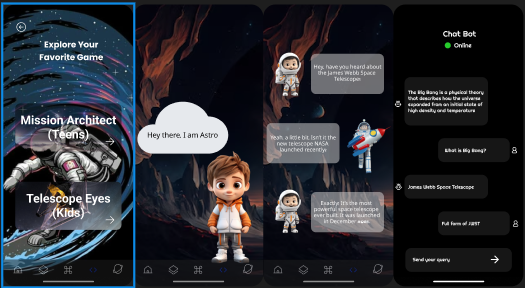 Explore Your
Favorite Game
Mission Architect
(Teens)
Telescope Eyes
(Kids)
Hey there, I am Astro
Hey, have you heard about
the James Webb Space
Telescope
Yeah, a little bit. Isn't it the
new telescope NASA
launched recently
Exactly! It's the most
powerful space telescope
ever built. It was launched
in December
Chat Bot
Online
The Big Bang is a physical theory
that describes how the universe
expanded from an initial state of
high density and temperature
What is Big Bang?
James Webb Space Telescope
Full form of JWST
Send your query